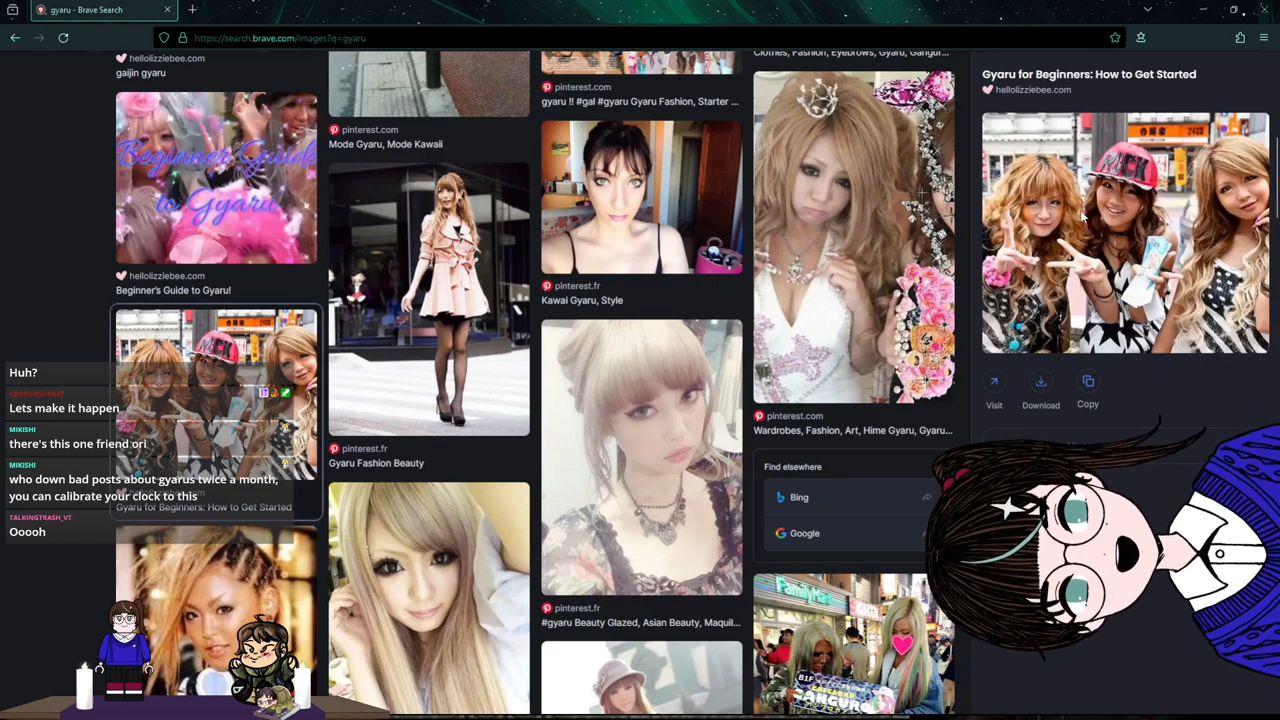 gyaru - Brave Search
https://search.brave.com/images?q=gyaru
hellolizziebee.com
gaijin gyaru
Beginner Guide
to Gyaru
hellolizziebee.com
Beginner's Guide to Gyaru!
Gyaru for Beginners: How to Get Started
pinterest.com
Mode Gyaru, Mode Kawaii
pinterest.fr
Gyaru Fashion Beauty
pinterest.com
gyaru !! #gal #gyaru Gyaru Fashion, Starter ...
pinterest.fr
Kawai Gyaru, Style
pinterest.fr
#gyaru Beauty Glazed, Asian Beauty, Maquil...
Clothes, Fashion, Eyebrows, Gyaru, Gangur...
pinterest.com
Wardrobes, Fashion, Art, Hime Gyaru, Gyaru...
Find elsewhere
Bing
Google
FamilyMart
B1F
GANGURO
Gyaru for Beginners: How to Get Started
hellolizziebee.com
Visit
Download
Copy
Huh?
GEORGIESUNSET
Lets make it happen
MIKISHI
there's this one friend ori
MIKISHI
who down bad posts about gyarus twice a month,
you can calibrate your clock to this
TALKINGTRASH_VT
Ooooh